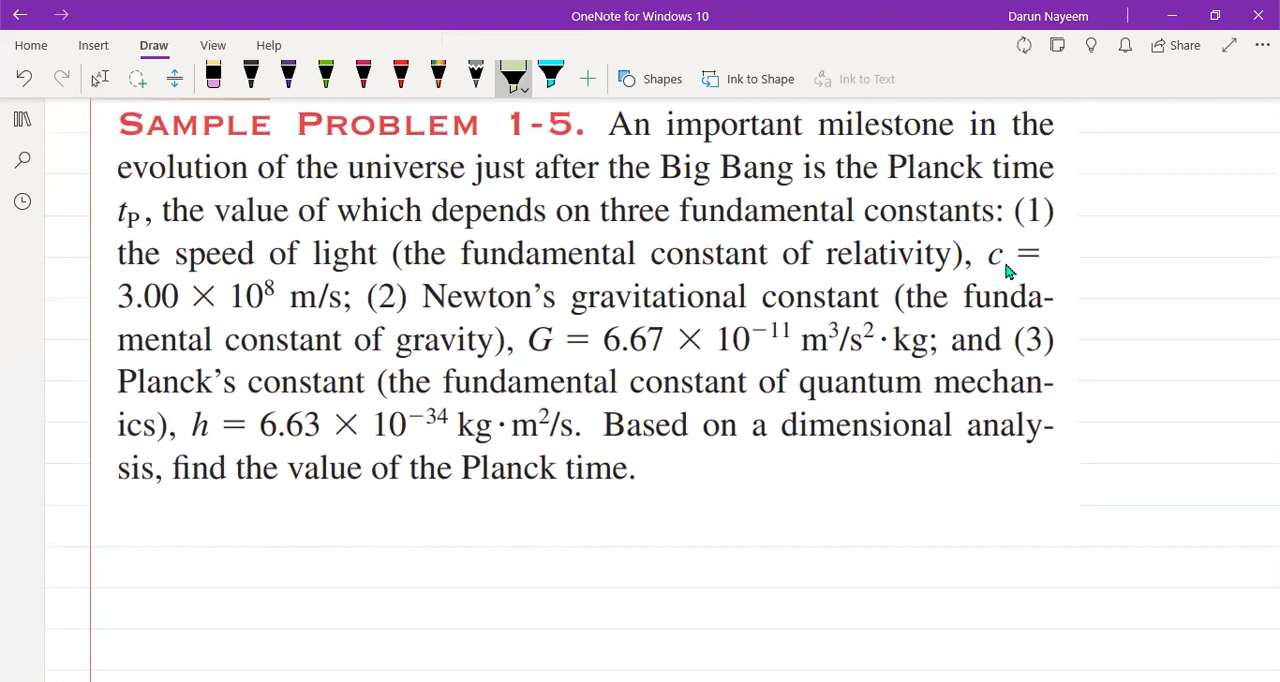 OneNote for Windows 10
Darun Nayeem
Home Insert Draw View Help
Share
Shapes Ink to Shape Ink to Text
SAMPLE PROBLEM 1-5. An important milestone in the
evolution of the universe just after the Big Bang is the Planck time
tP, the value of which depends on three fundamental constants: (1)
the speed of light (the fundamental constant of relativity), c =
3.00 × 10⁸ m/s; (2) Newton's gravitational constant (the funda-
mental constant of gravity), G = 6.67 × 10⁻¹¹ m³/s²·kg; and (3)
Planck's constant (the fundamental constant of quantum mechan-
ics), h = 6.63 × 10⁻³⁴ kg·m²/s. Based on a dimensional analy-
sis, find the value of the Planck time.